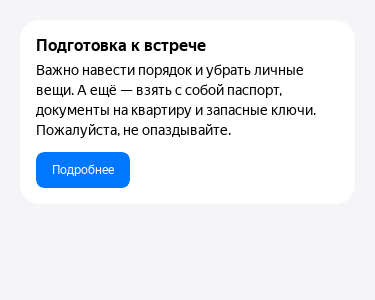 Подготовка к встрече
Важно навести порядок и убрать личные
вещи. А ещё — взять с собой паспорт,
документы на квартиру и запасные ключи.
Пожалуйста, не опаздывайте.
Подробнее